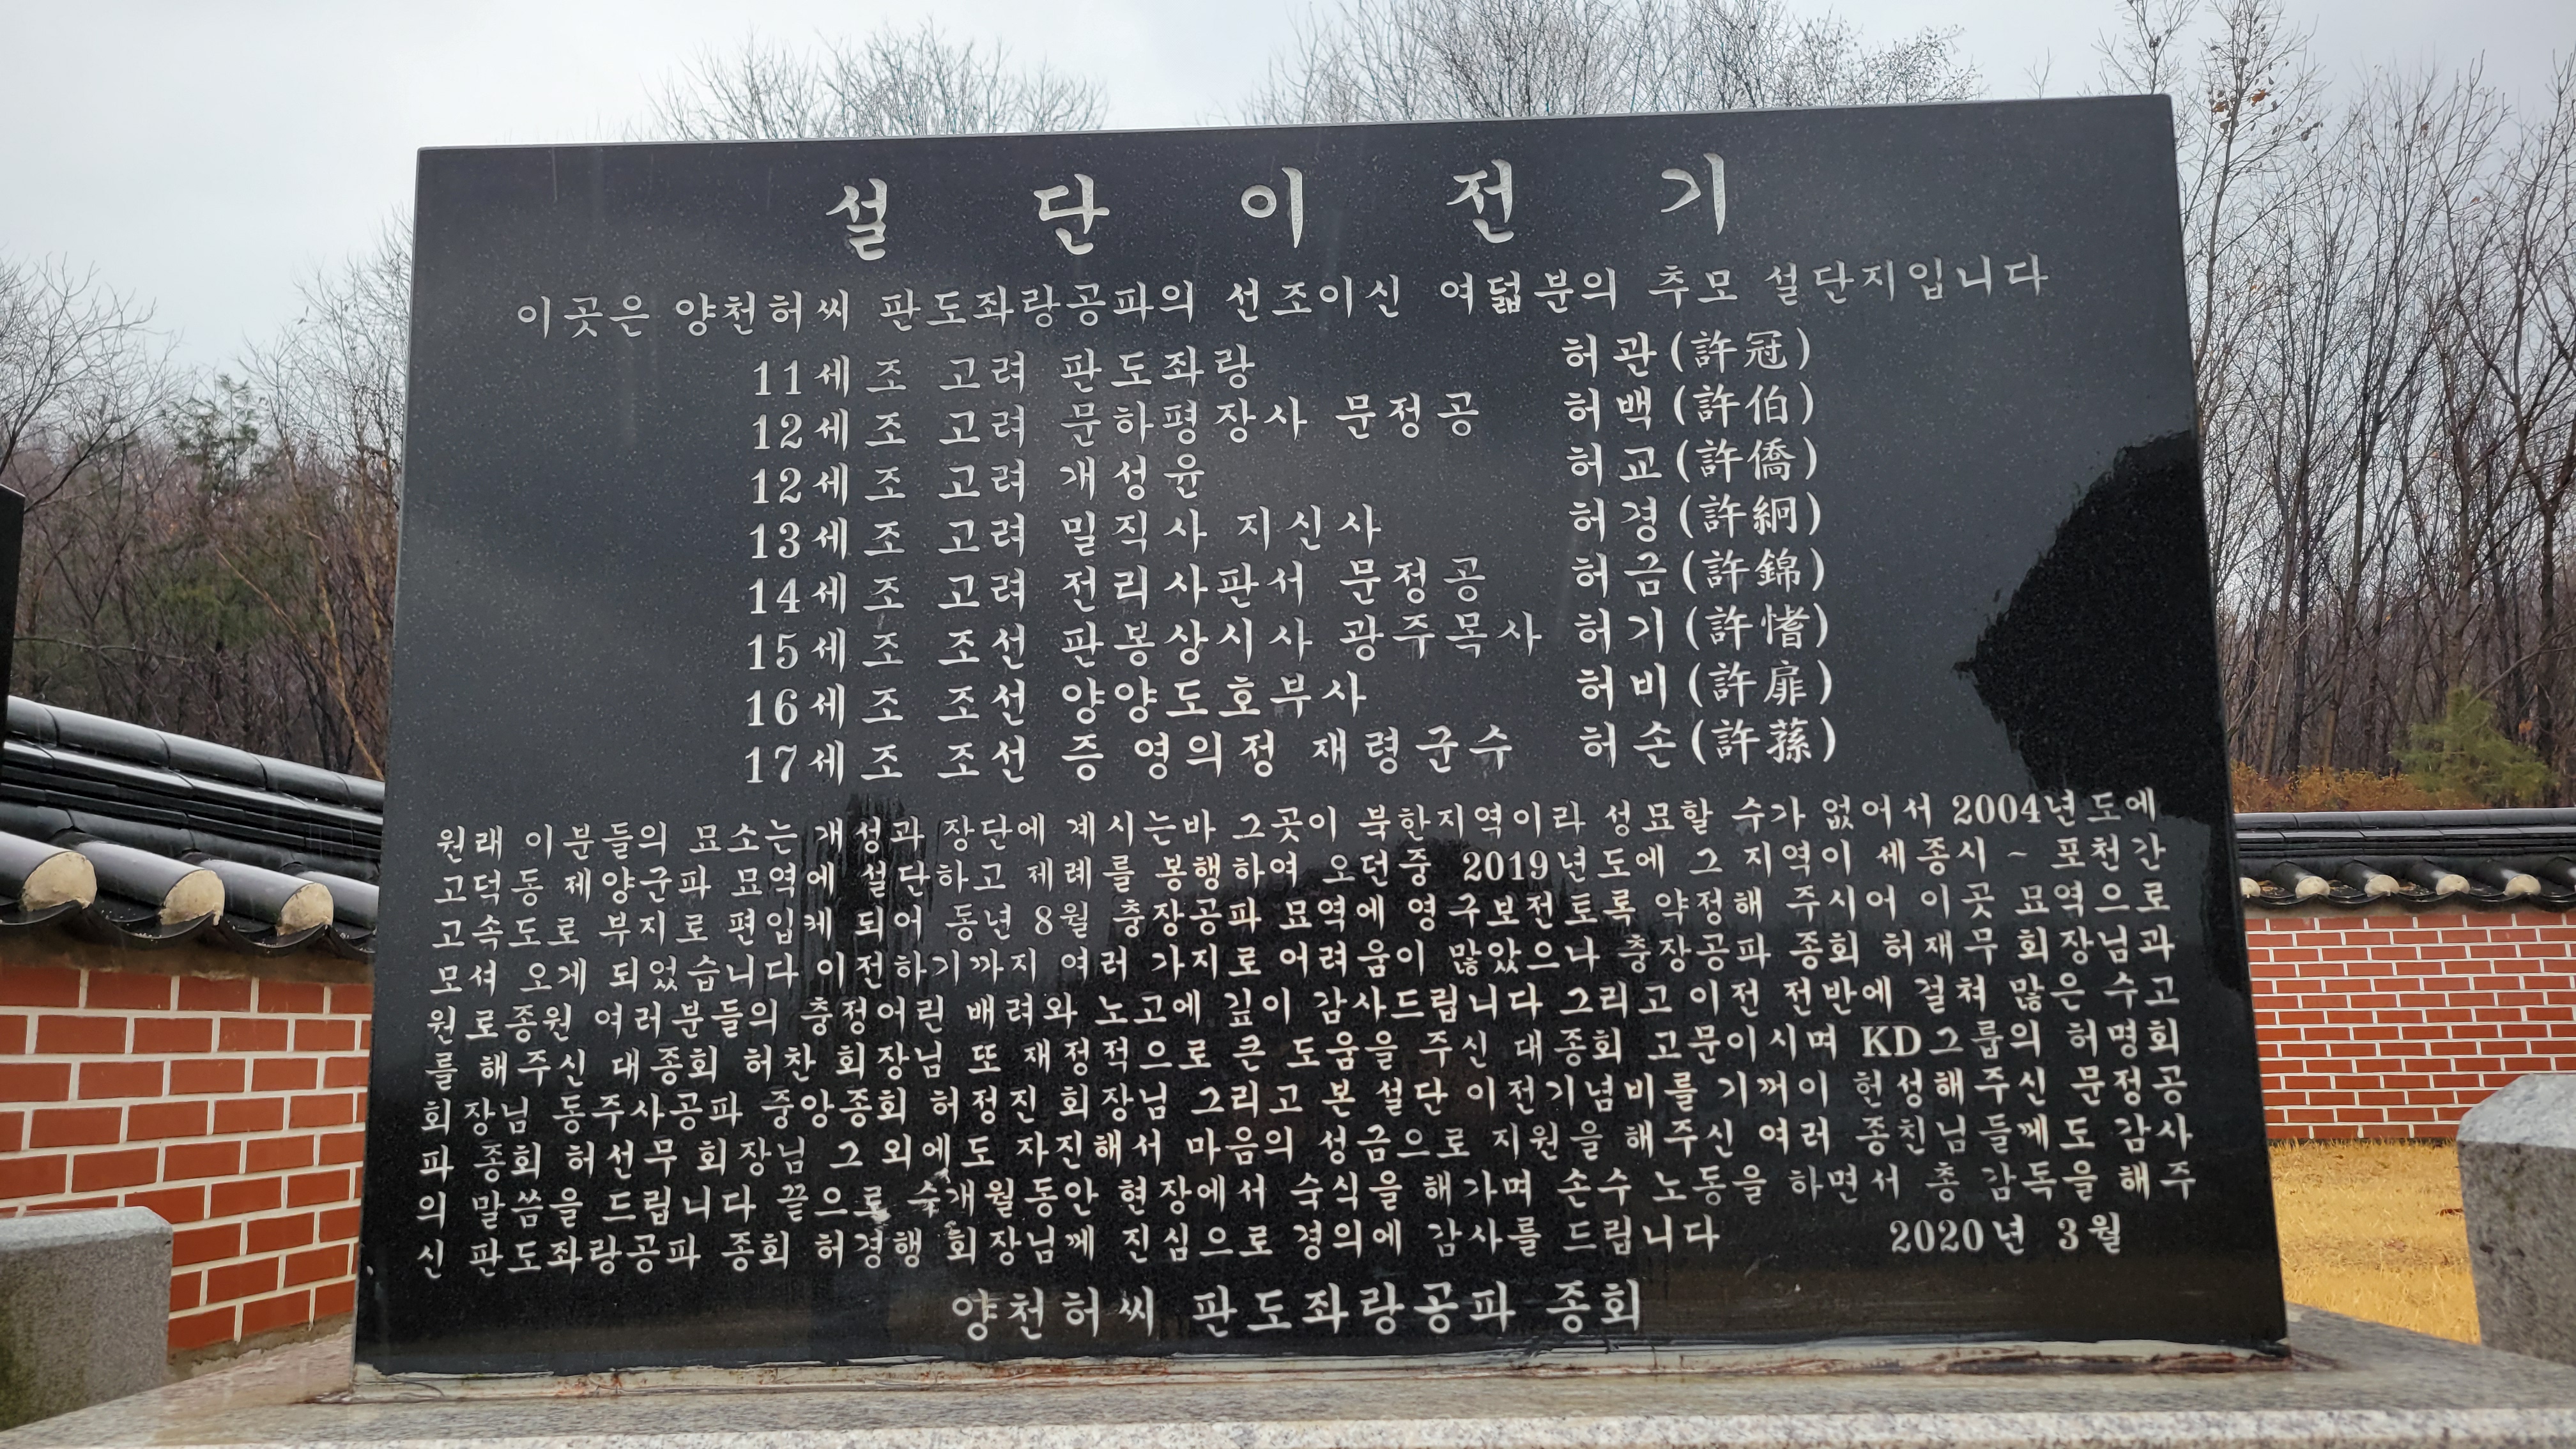 설단이전기
이곳은 양천허씨 판도좌랑공파의 선조이신 여덟분의 추모 설단지입니다
11세조 고려 판도좌랑 허관(許冠)
12세조 고려 문하평장사 문정공 허백(許伯)
12세조 고려 개성윤 허교(許僑)
13세조 고려 밀직사 지신사 허경(許絅)
14세조 고려 전리사판서 문정공 허금(許錦)
15세조 조선 판봉상시사 광주목사 허기(許愭)
16세조 조선 양양도호부사 허비(許扉)
17세조 조선 증 영의정 재령군수 허손(許蓀)
원래 이분들의 묘소는 개성과 장단에 계시는바 그곳이 북한지역이라 성묘할 수가 없어서 2004년도에
고덕동 제양군파 묘역에 설단하고 제례를 봉행하여 오던중 2019년도에 그 지역이 세종시 ~ 포천간
고속도로 부지로 편입케 되어 동년 8월 충장공파 묘역에 영구보전토록 약정해 주시어 이곳 묘역으로
모셔 오게 되었습니다 이전하기까지 여러 가지로 어려움이 많았으나 충장공파 종회 허재무 회장님과
원로종원 여러분들의 충정어린 배려와 노고에 깊이 감사드립니다 그리고 이전 전반에 걸쳐 많은 수고
를 해주신 대종회 허찬 회장님 또 재정적으로 큰 도움을 주신 대종회 고문이시며 KD그룹의 허명회
회장님 동주사공파 중앙종회 허정진 회장님 그리고 본 설단 이전기념비를 기꺼이 헌성해주신 문정공
파 종회 허선무 회장님 그 외에도 자진해서 마음의 성금으로 지원을 해주신 여러 종친님들께도 감사
의 말씀을 드립니다 끝으로 수개월동안 현장에서 숙식을 해가며 손수 노동을 하면서 총 감독을 해주
신 판도좌랑공파 종회 허경행 회장님께 진심으로 경의에 감사를 드립니다 2020년 3월
양천허씨 판도좌랑공파 종회